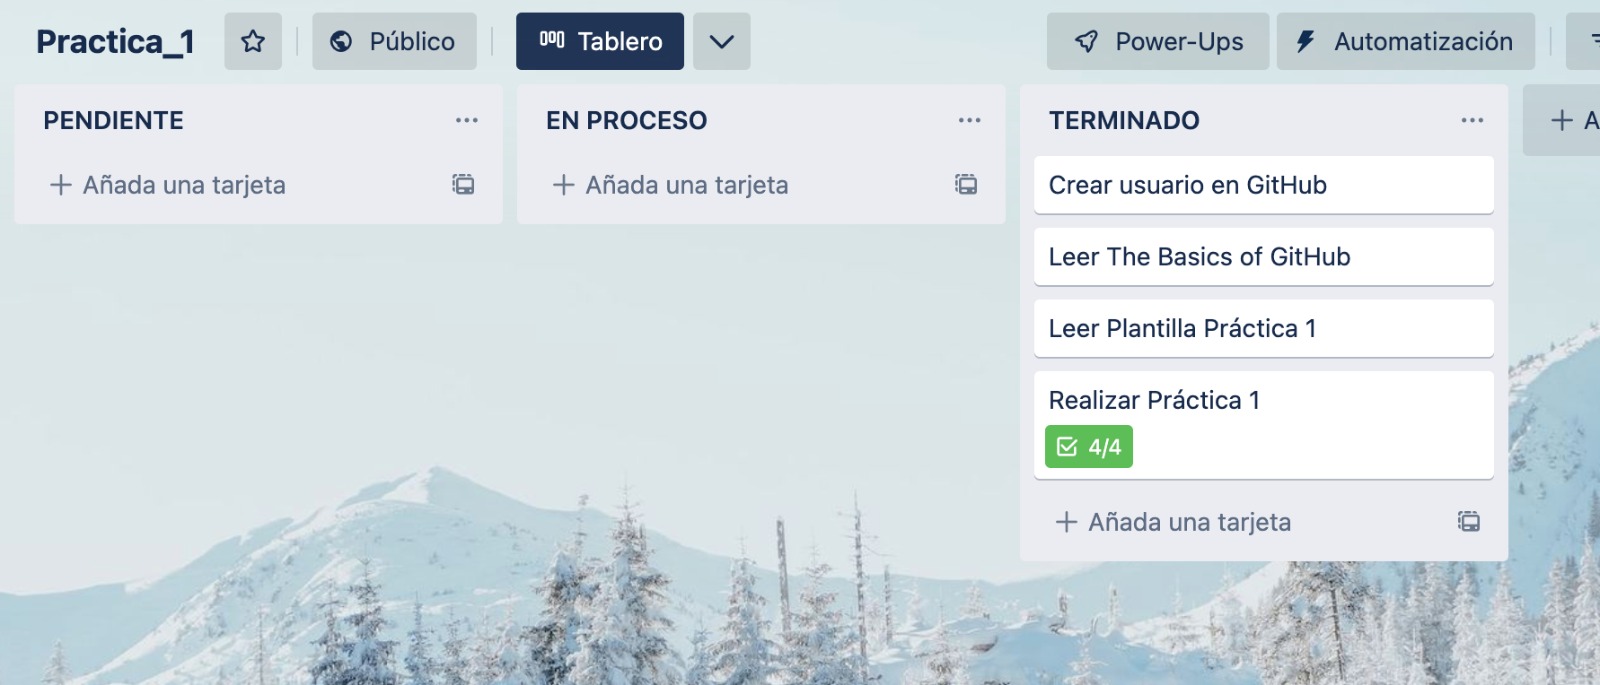 Practica_1
Público
Tablero
Power-Ups
Automatización
PENDIENTE
Añada una tarjeta
EN PROCESO
Añada una tarjeta
TERMINADO
Crear usuario en GitHub
Leer The Basics of GitHub
Leer Plantilla Práctica 1
Realizar Práctica 1
4/4
Añada una tarjeta